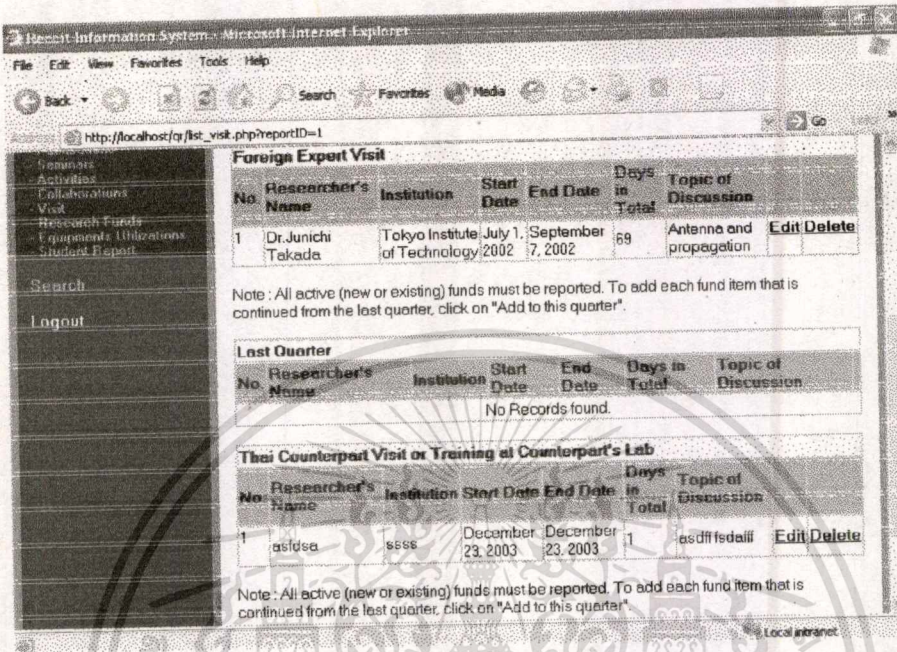 Reccit Information System - Microsoft Internet Explorer
File Edit View Favorites Tools Help
Back Search Favorites Media
Address http://localhost/qr/list_visit.php?reportID=1 Go
Seminars
Activities
Collaborations
Visit
Research Funds
Equipments Utilizations
Student Report
Search
Logout
Foreign Expert Visit
No. Researcher's Name Institution Start Date End Date Days in Total Topic of Discussion
1 Dr.Junichi Takada Tokyo Institute of Technology July 1, 2002 September 7, 2002 69 Antenna and propagation Edit Delete
Note : All active (new or existing) funds must be reported. To add each fund item that is
continued from the last quarter, click on "Add to this quarter".
Last Quarter
No. Researcher's Name Institution Start Date End Date Days in Total Topic of Discussion
No Records found.
Thai Counterpart Visit or Training at Counterpart's Lab
No. Researcher's Name Institution Start Date End Date Days in Total Topic of Discussion
1 asfdsa ssss December 23, 2003 December 23, 2003 1 Edit Delete
Note : All active (new or existing) funds must be reported. To add each fund item that is
continued from the last quarter, click on "Add to this quarter".
Local intranet